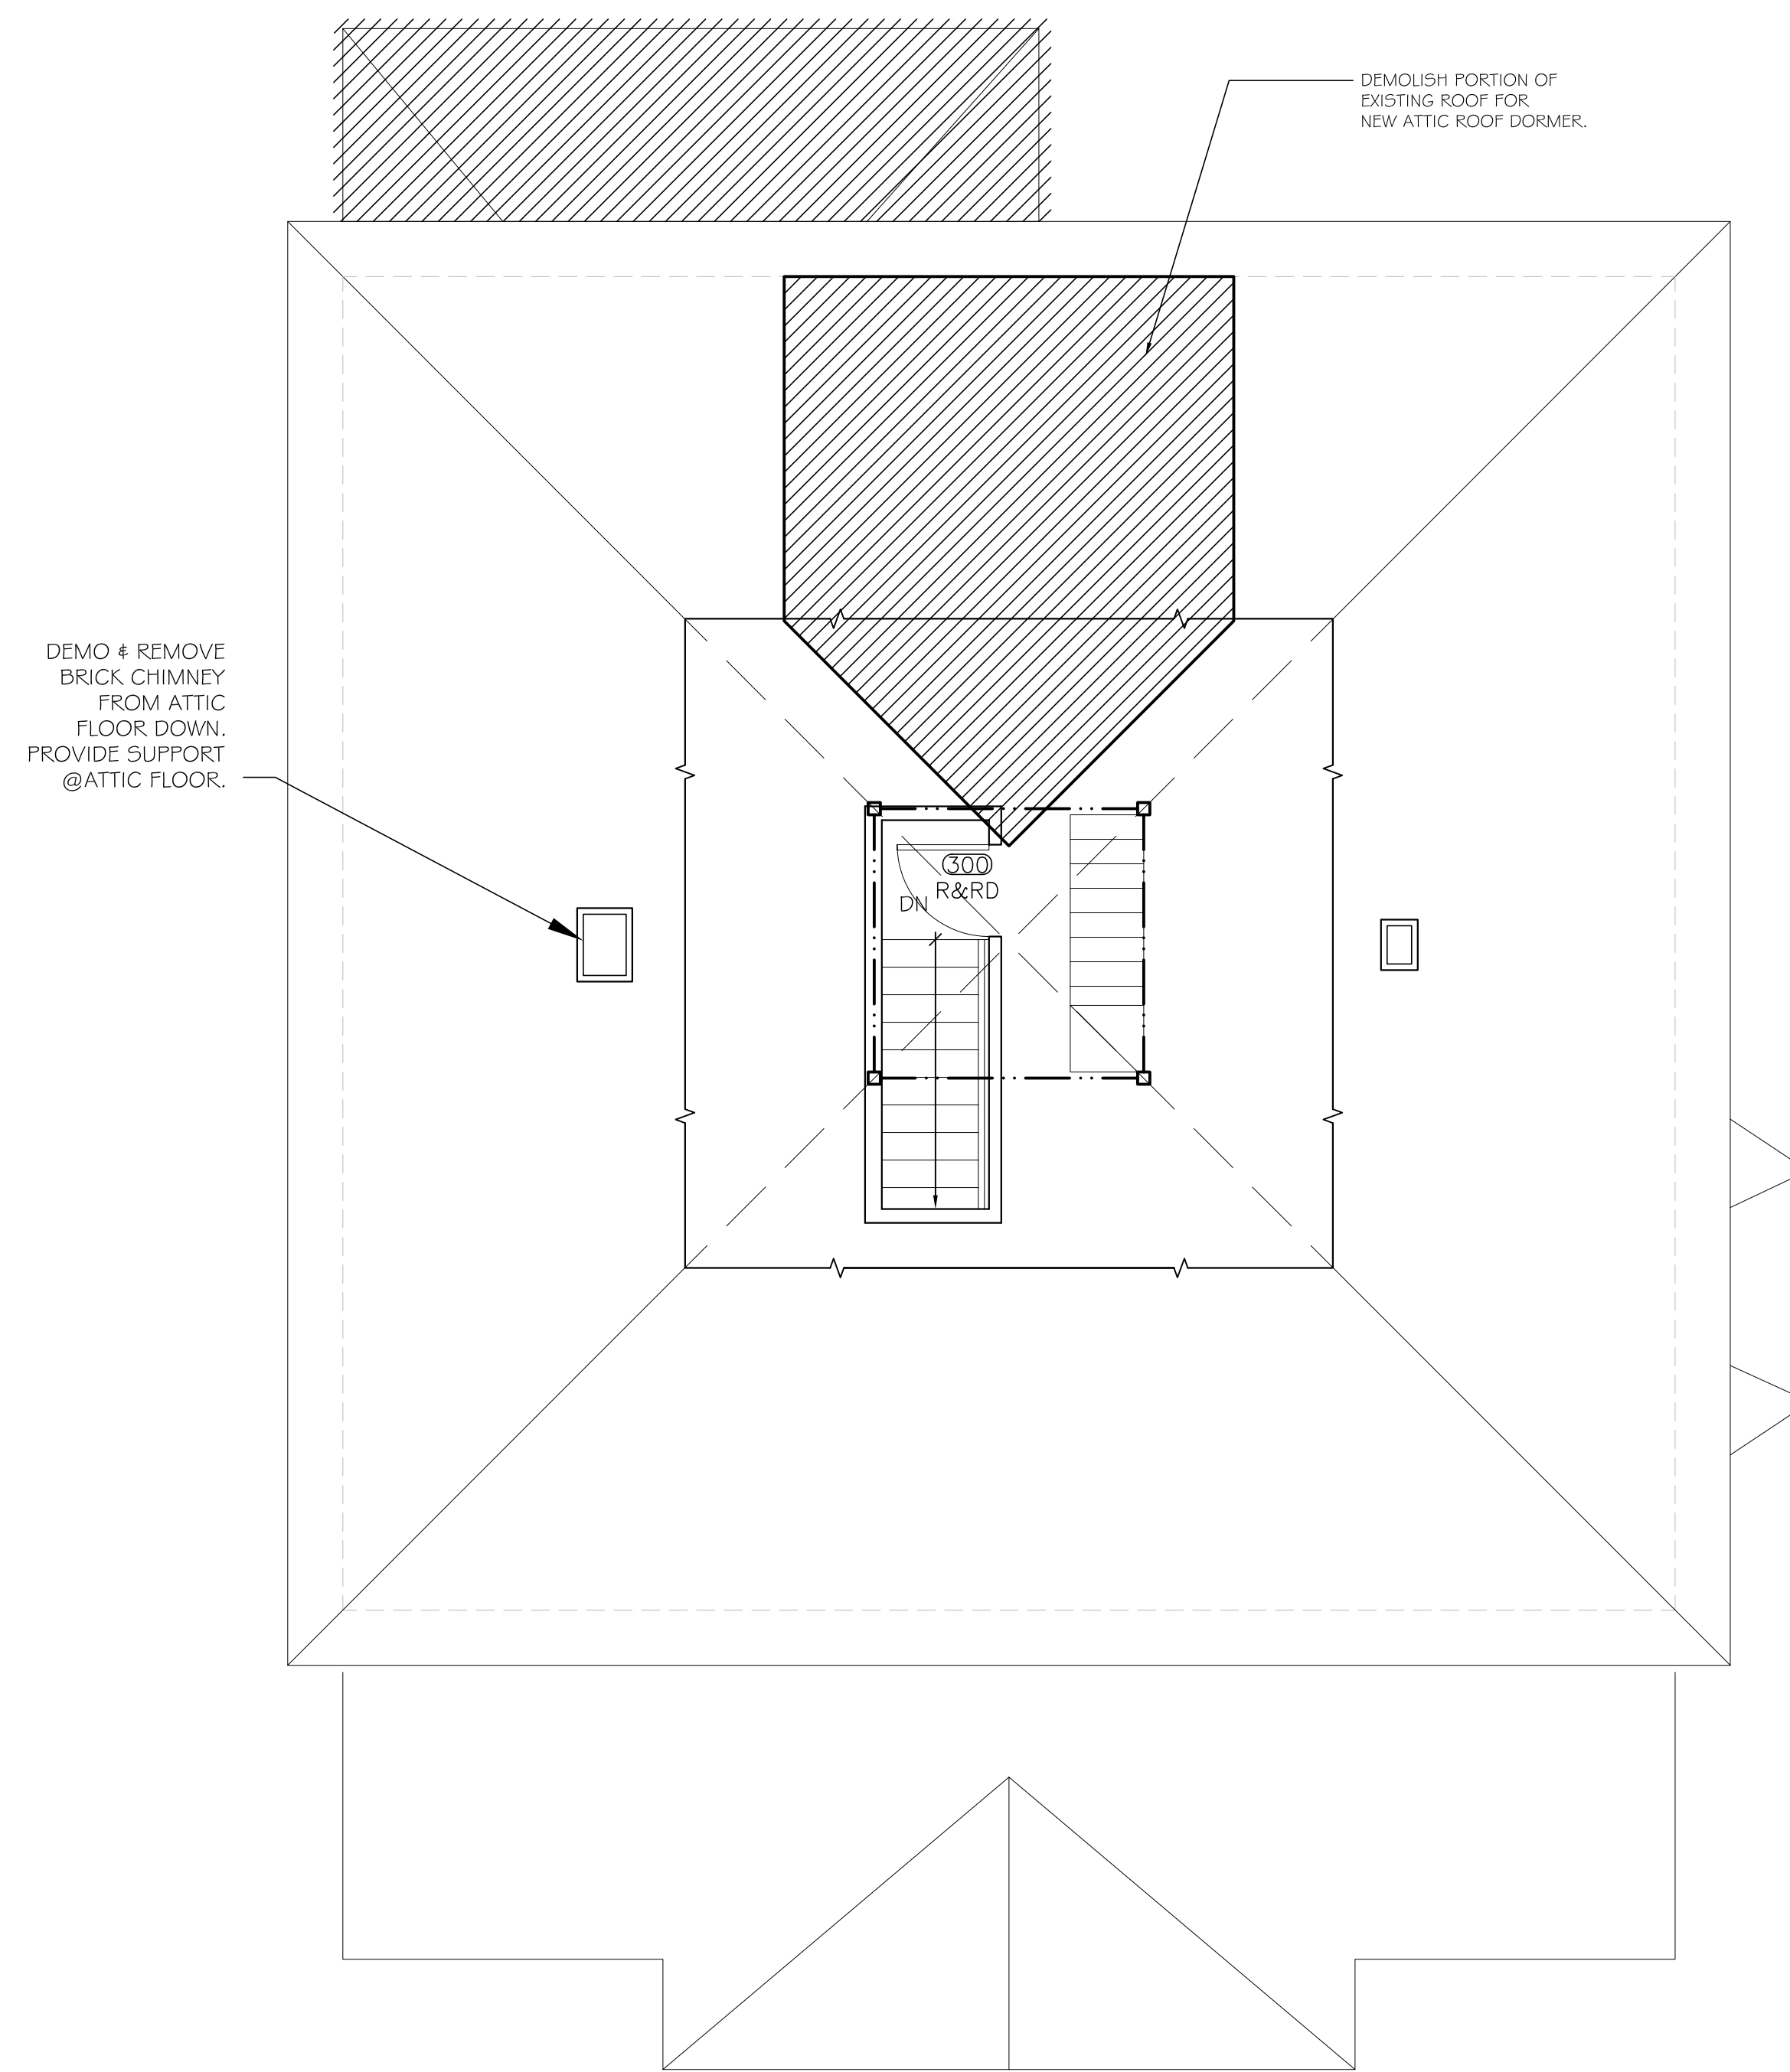 DEMOLISH PORTION OF
EXISTING ROOF FOR
NEW ATTIC ROOF DORMER.
DEMO & REMOVE
BRICK CHIMNEY
FROM ATTIC
FLOOR DOWN.
PROVIDE SUPPORT
@ATTIC FLOOR.
300
R&RD
DN